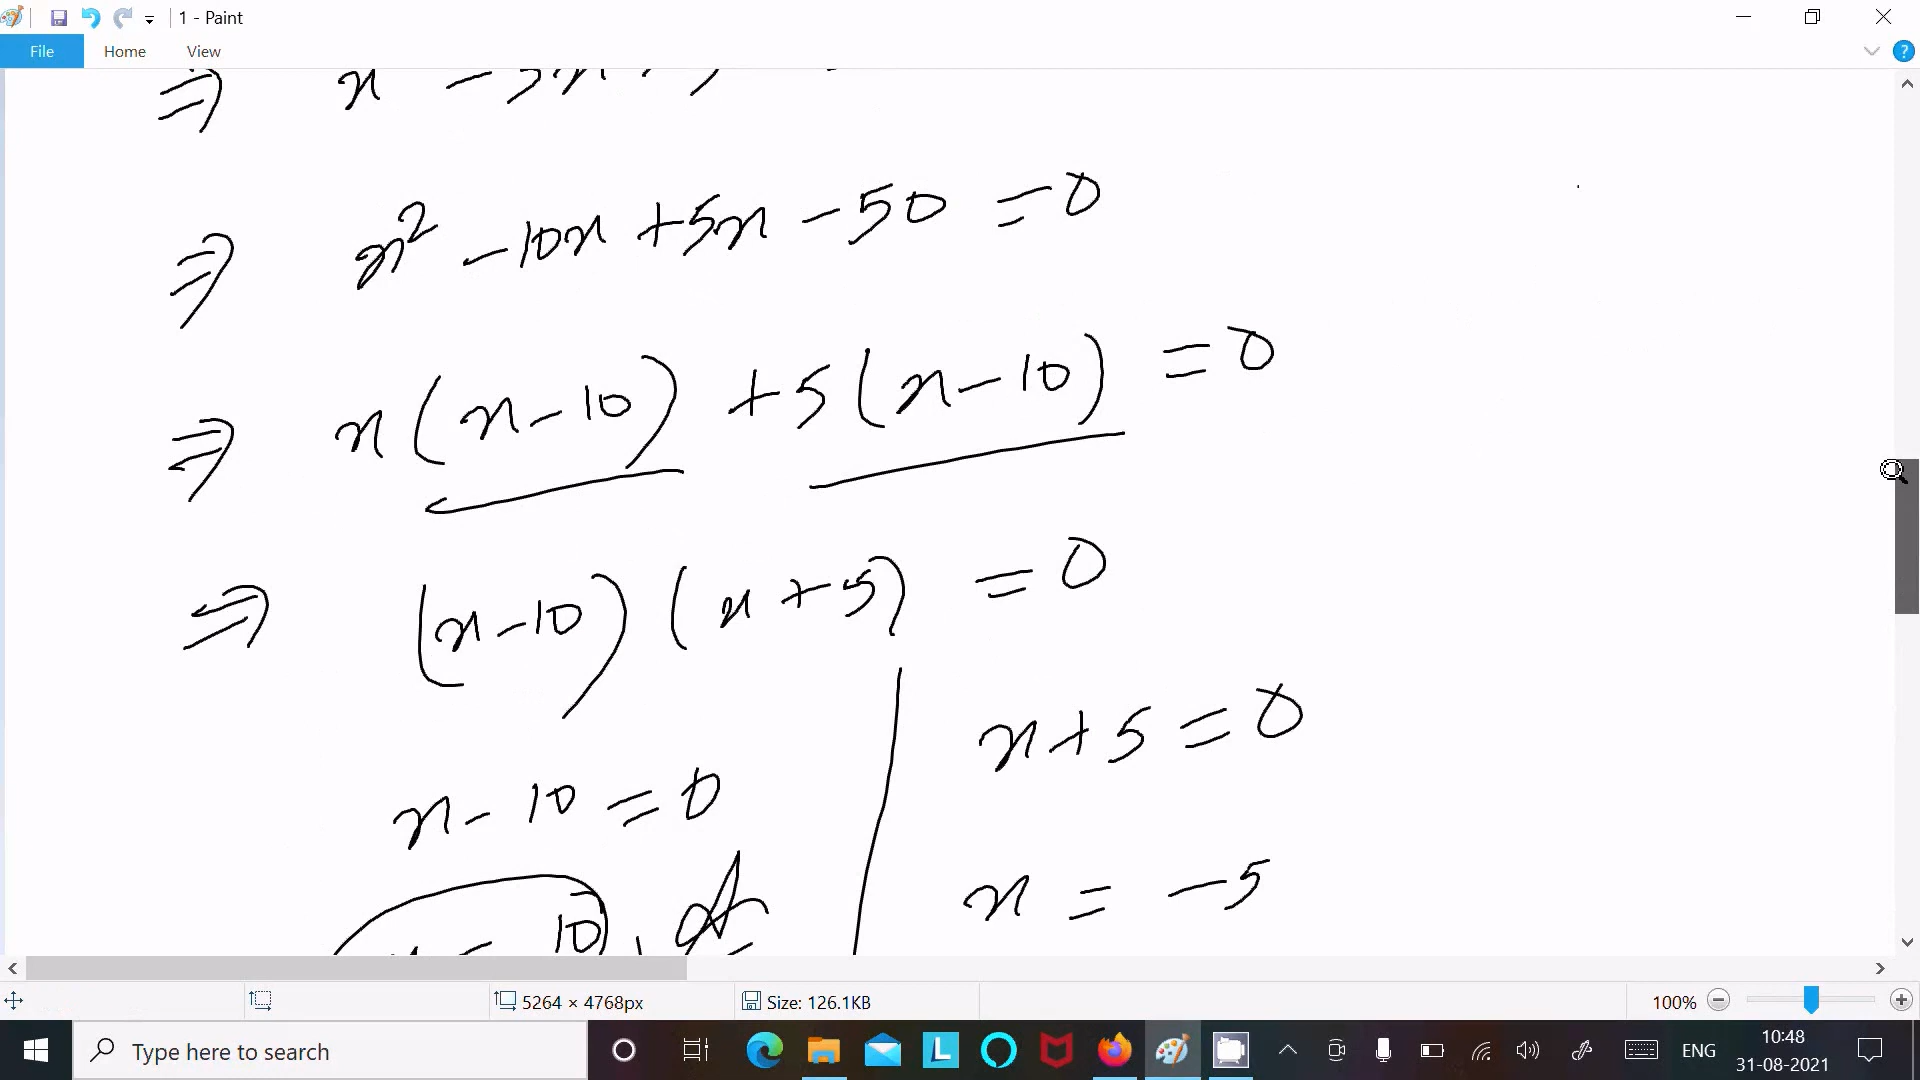 1 - Paint
File Home View
⇒ x² -10x +5x -50 =0
⇒ x(x-10) +5(x-10) =0
⇒ (x-10) (x+5) =0
x+5=0
x-10=0
x = -5
10
5264 × 4768px Size: 126.1KB 100%
Type here to search ENG 10:48
31-08-2021